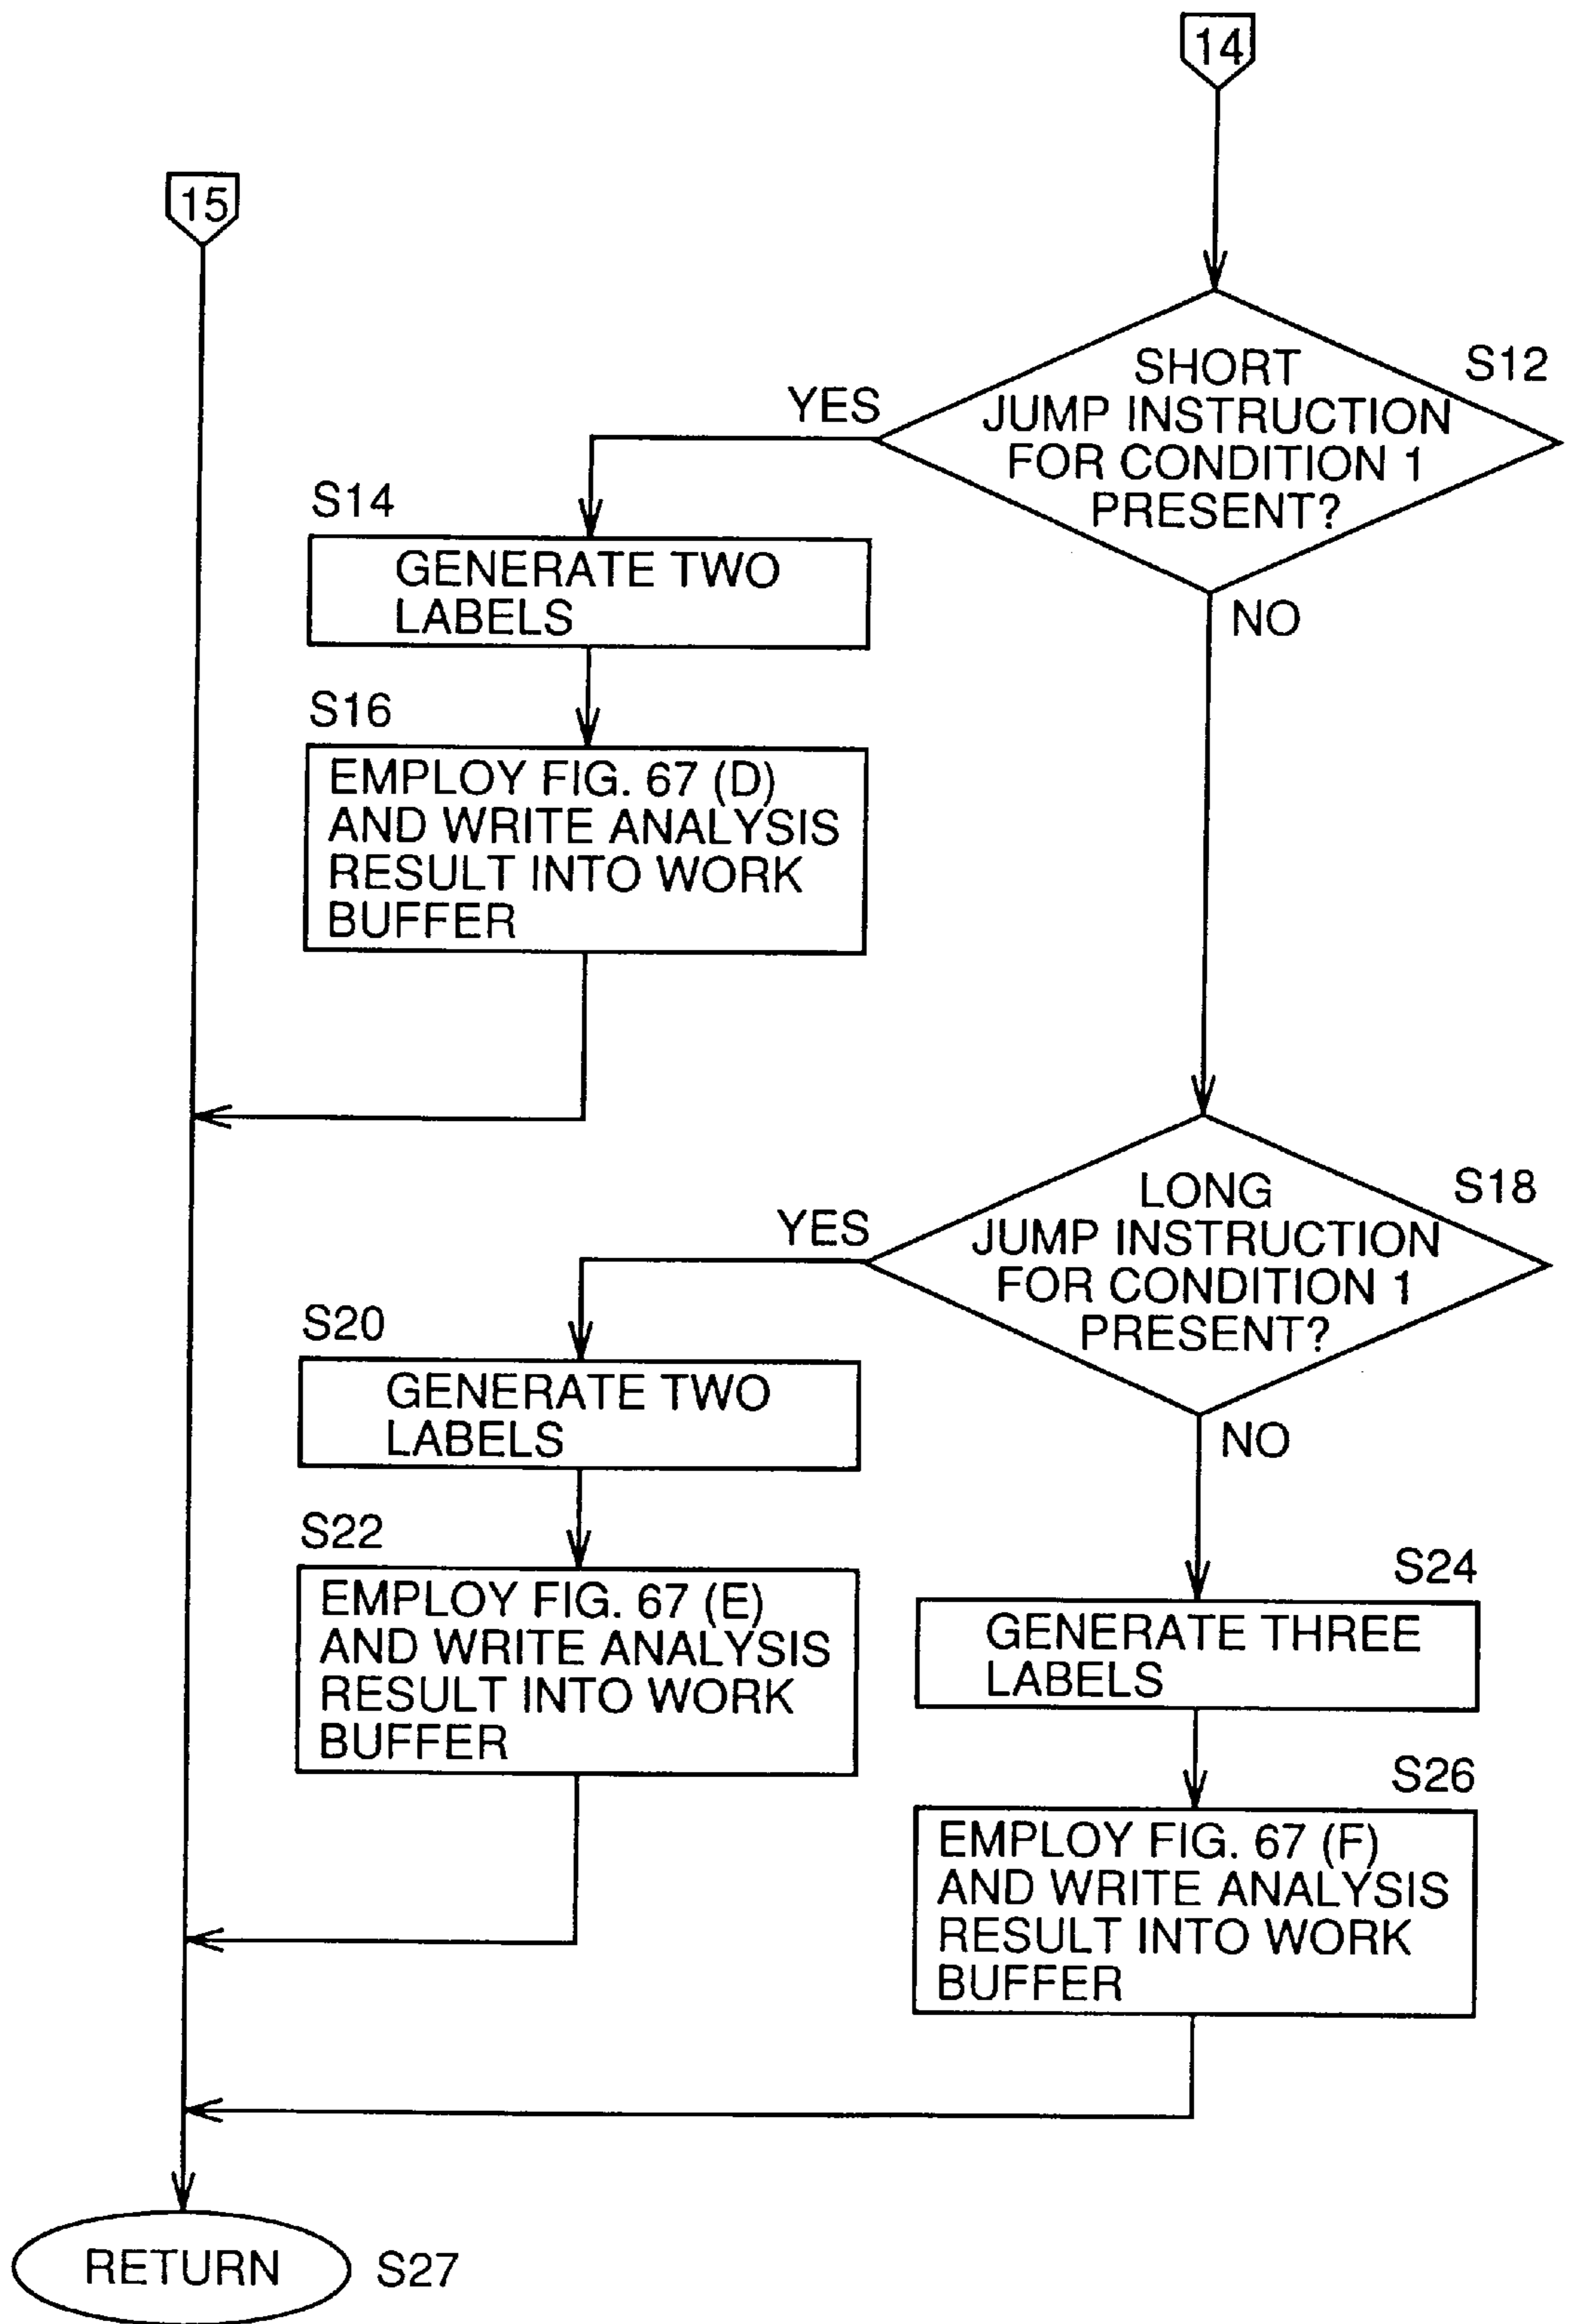 14
15
SHORT
JUMP INSTRUCTION
FOR CONDITION 1
PRESENT?
S12
YES
NO
S14
GENERATE TWO
LABELS
S16
EMPLOY FIG. 67 (D)
AND WRITE ANALYSIS
RESULT INTO WORK
BUFFER
LONG
JUMP INSTRUCTION
FOR CONDITION 1
PRESENT?
S18
YES
NO
S20
GENERATE TWO
LABELS
S22
EMPLOY FIG. 67 (E)
AND WRITE ANALYSIS
RESULT INTO WORK
BUFFER
S24
GENERATE THREE
LABELS
S26
EMPLOY FIG. 67 (F)
AND WRITE ANALYSIS
RESULT INTO WORK
BUFFER
RETURN
S27